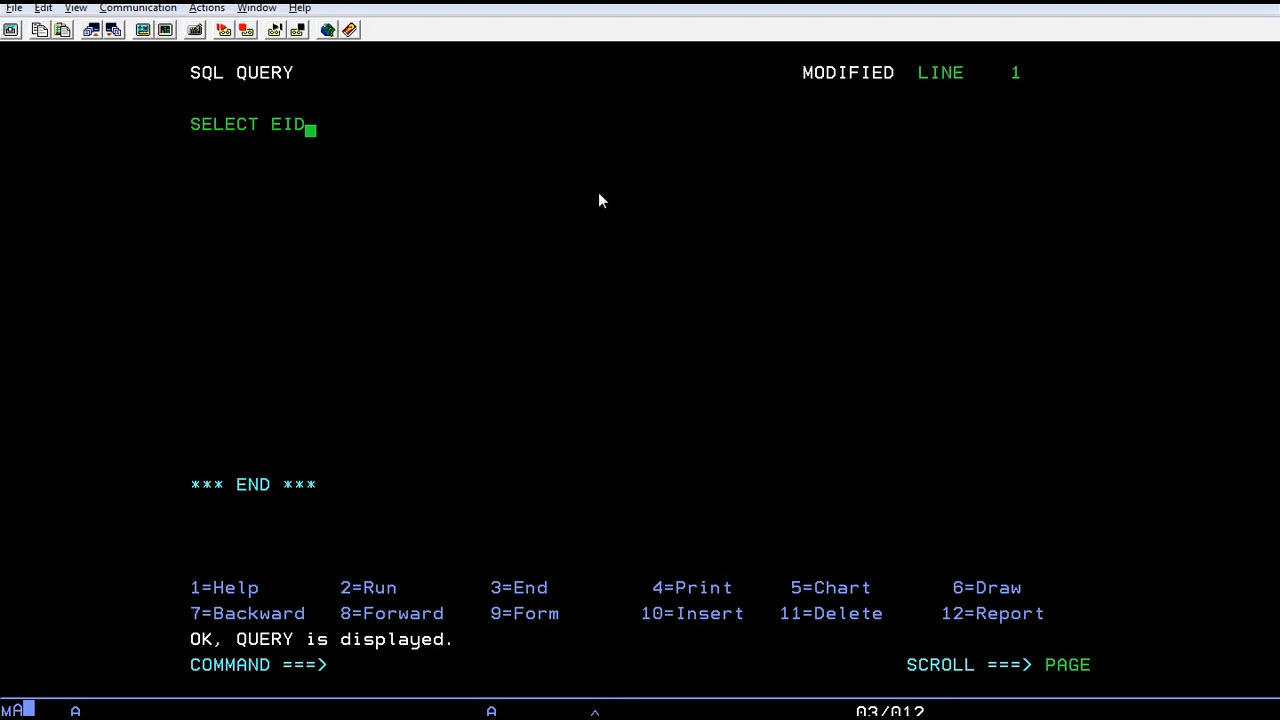 File Edit View Communication Actions Window Help
SQL QUERY MODIFIED LINE 1
SELECT EID
*** END ***
1=Help 2=Run 3=End 4=Print 5=Chart 6=Draw
7=Backward 8=Forward 9=Form 10=Insert 11=Delete 12=Report
OK, QUERY is displayed.
COMMAND ===> SCROLL ===> PAGE
MA A A ^ 03/012